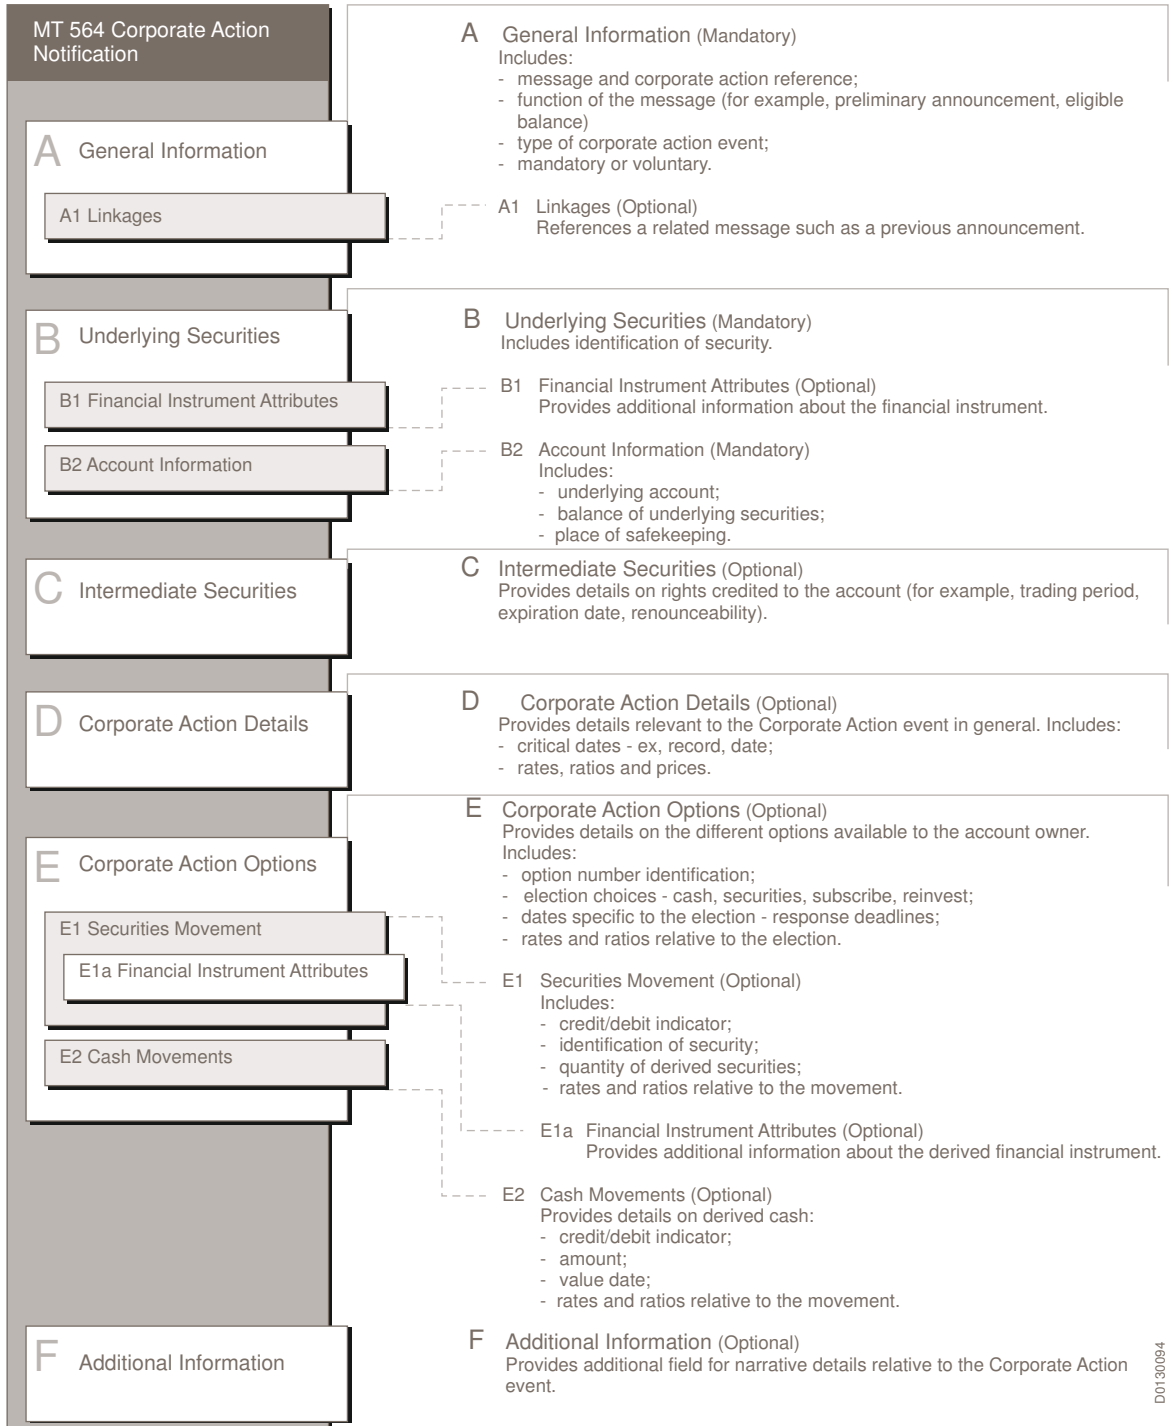 MT 564 Corporate Action
Notification
A General Information
A1 Linkages
B Underlying Securities
B1 Financial Instrument Attributes
B2 Account Information
C Intermediate Securities
D Corporate Action Details
E Corporate Action Options
E1 Securities Movement
E1a Financial Instrument Attributes
E2 Cash Movements
F Additional Information
A General Information (Mandatory)
Includes:
- message and corporate action reference;
- function of the message (for example, preliminary announcement, eligible
balance)
- type of corporate action event;
- mandatory or voluntary.
A1 Linkages (Optional)
References a related message such as a previous announcement.
B Underlying Securities (Mandatory)
Includes identification of security.
B1 Financial Instrument Attributes (Optional)
Provides additional information about the financial instrument.
B2 Account Information (Mandatory)
Includes:
- underlying account;
- balance of underlying securities;
- place of safekeeping.
C Intermediate Securities (Optional)
Provides details on rights credited to the account (for example, trading period,
expiration date, renounceability).
D Corporate Action Details (Optional)
Provides details relevant to the Corporate Action event in general. Includes:
- critical dates - ex, record, date;
- rates, ratios and prices.
E Corporate Action Options (Optional)
Provides details on the different options available to the account owner.
Includes:
- option number identification;
- election choices - cash, securities, subscribe, reinvest;
- dates specific to the election - response deadlines;
- rates and ratios relative to the election.
E1 Securities Movement (Optional)
Includes:
- credit/debit indicator;
- identification of security;
- quantity of derived securities;
- rates and ratios relative to the movement.
E1a Financial Instrument Attributes (Optional)
Provides additional information about the derived financial instrument.
E2 Cash Movements (Optional)
Provides details on derived cash:
- credit/debit indicator;
- amount;
- value date;
- rates and ratios relative to the movement.
F Additional Information (Optional)
Provides additional field for narrative details relative to the Corporate Action
event.
D0130094